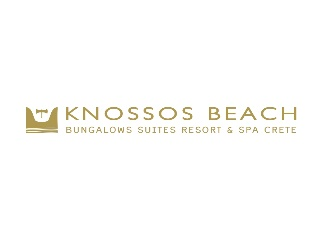 KNOSSOS BEACH
BUNGALOWS SUITES RESORT & SPA CRETE